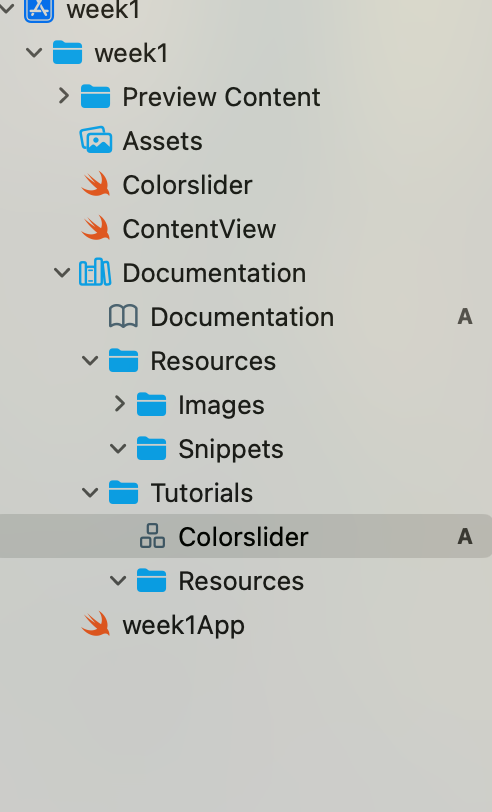 week1
week1
Preview Content
Assets
Colorslider
ContentView
Documentation
Documentation A
Resources
Images
Snippets
Tutorials
Colorslider A
Resources
week1App